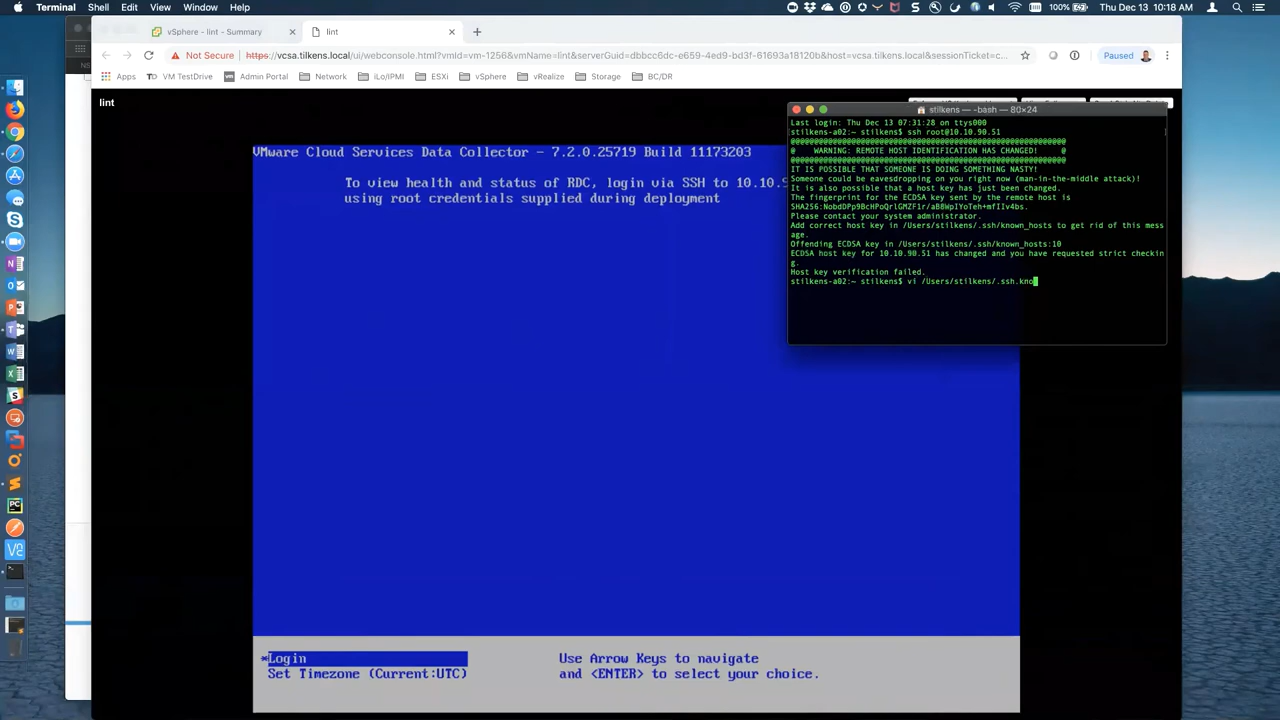 Terminal Shell Edit View Window Help 100% Thu Dec 13 10:18 AM
vSphere - lint - Summary
lint
Not Secure https://vcsa.tilkens.local/ui/webconsole.html?vmId=vm-1256&vmName=lint&serverGuid=dbbcc6dc-e659-4ed9-bd3f-61693a18120b&host=vcsa.tilkens.local&sessionTicket=c... Paused
Apps VM TestDrive Admin Portal Network iLo/IPMI ESXi vSphere vRealize Storage BC/DR
lint
stilkens — -bash — 80×24
Last login: Thu Dec 13 07:31:28 on ttys000
stilkens-a02:~ stilkens$ ssh root@10.10.90.51
@@@@@@@@@@@@@@@@@@@@@@@@@@@@@@@@@@@@@@@@@@@@@@@@@@@@@@@@@@@
@ WARNING: REMOTE HOST IDENTIFICATION HAS CHANGED! @
@@@@@@@@@@@@@@@@@@@@@@@@@@@@@@@@@@@@@@@@@@@@@@@@@@@@@@@@@@@
IT IS POSSIBLE THAT SOMEONE IS DOING SOMETHING NASTY!
Someone could be eavesdropping on you right now (man-in-the-middle attack)!
It is also possible that a host key has just been changed.
The fingerprint for the ECDSA key sent by the remote host is
SHA256:NobdDPp9BcHPoQrlGMZF1r/aB8WpIYoTeh+mfIIv4bs.
Please contact your system administrator.
Add correct host key in /Users/stilkens/.ssh/known_hosts to get rid of this mess
age.
Offending ECDSA key in /Users/stilkens/.ssh/known_hosts:10
ECDSA host key for 10.10.90.51 has changed and you have requested strict checkin
g.
Host key verification failed.
stilkens-a02:~ stilkens$ vi /Users/stilkens/.ssh.kno
VMware Cloud Services Data Collector - 7.2.0.25719 Build 11173203
To view health and status of RDC, login via SSH to 10.10.9
using root credentials supplied during deployment
*Login
Set Timezone (Current:UTC)
Use Arrow Keys to navigate
and <ENTER> to select your choice.